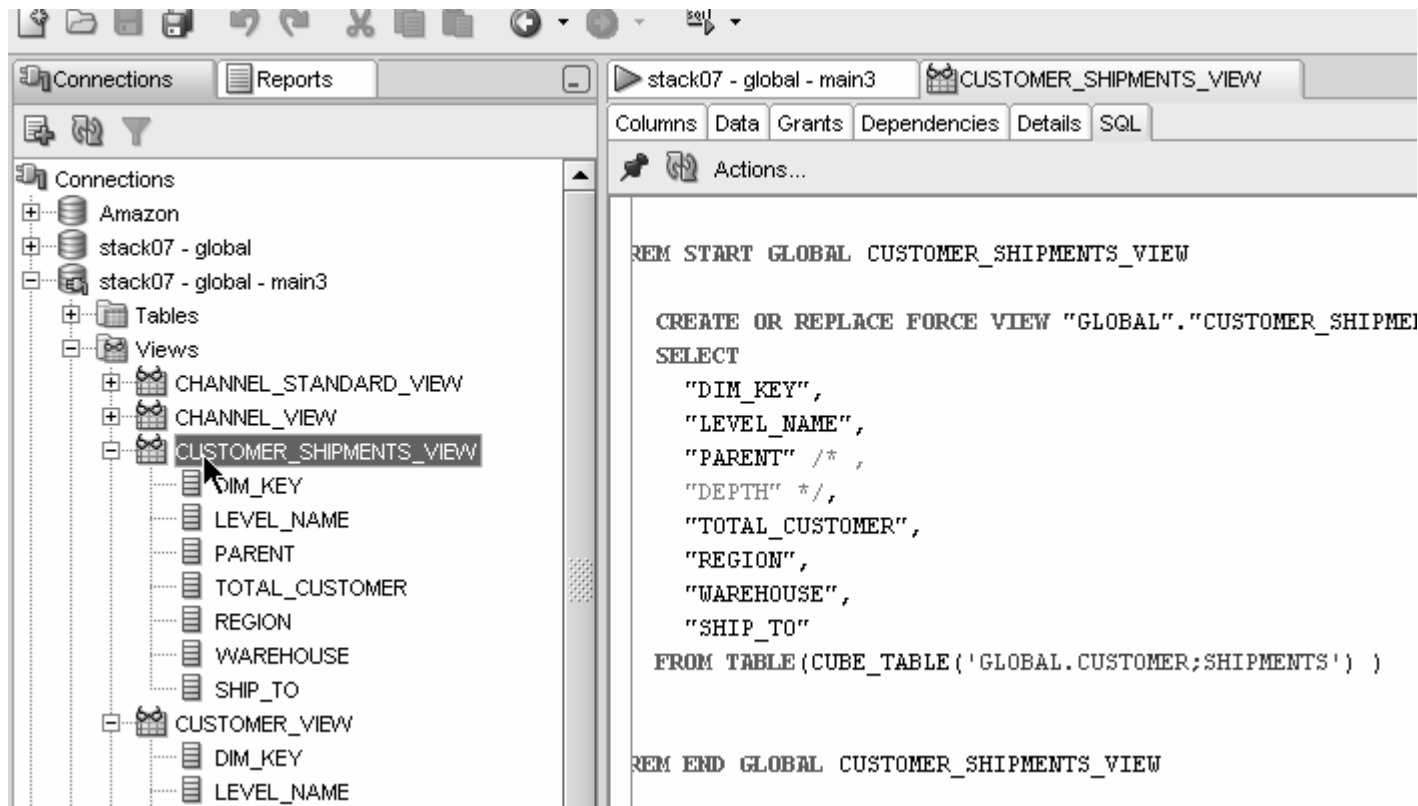 SQL
Connections
Reports
Connections
Amazon
stack07 - global
stack07 - global - main3
Tables
Views
CHANNEL_STANDARD_VIEW
CHANNEL_VIEW
CUSTOMER_SHIPMENTS_VIEW
DIM_KEY
LEVEL_NAME
PARENT
TOTAL_CUSTOMER
REGION
WAREHOUSE
SHIP_TO
CUSTOMER_VIEW
DIM_KEY
LEVEL_NAME
stack07 - global - main3 CUSTOMER_SHIPMENTS_VIEW
Columns Data Grants Dependencies Details SQL
Actions...
REM START GLOBAL CUSTOMER_SHIPMENTS_VIEW
CREATE OR REPLACE FORCE VIEW "GLOBAL"."CUSTOMER_SHIPME
SELECT
"DIM_KEY",
"LEVEL_NAME",
"PARENT" /* ,
"DEPTH" */,
"TOTAL_CUSTOMER",
"REGION",
"WAREHOUSE",
"SHIP_TO"
FROM TABLE(CUBE_TABLE('GLOBAL.CUSTOMER;SHIPMENTS') )
REM END GLOBAL CUSTOMER_SHIPMENTS_VIEW